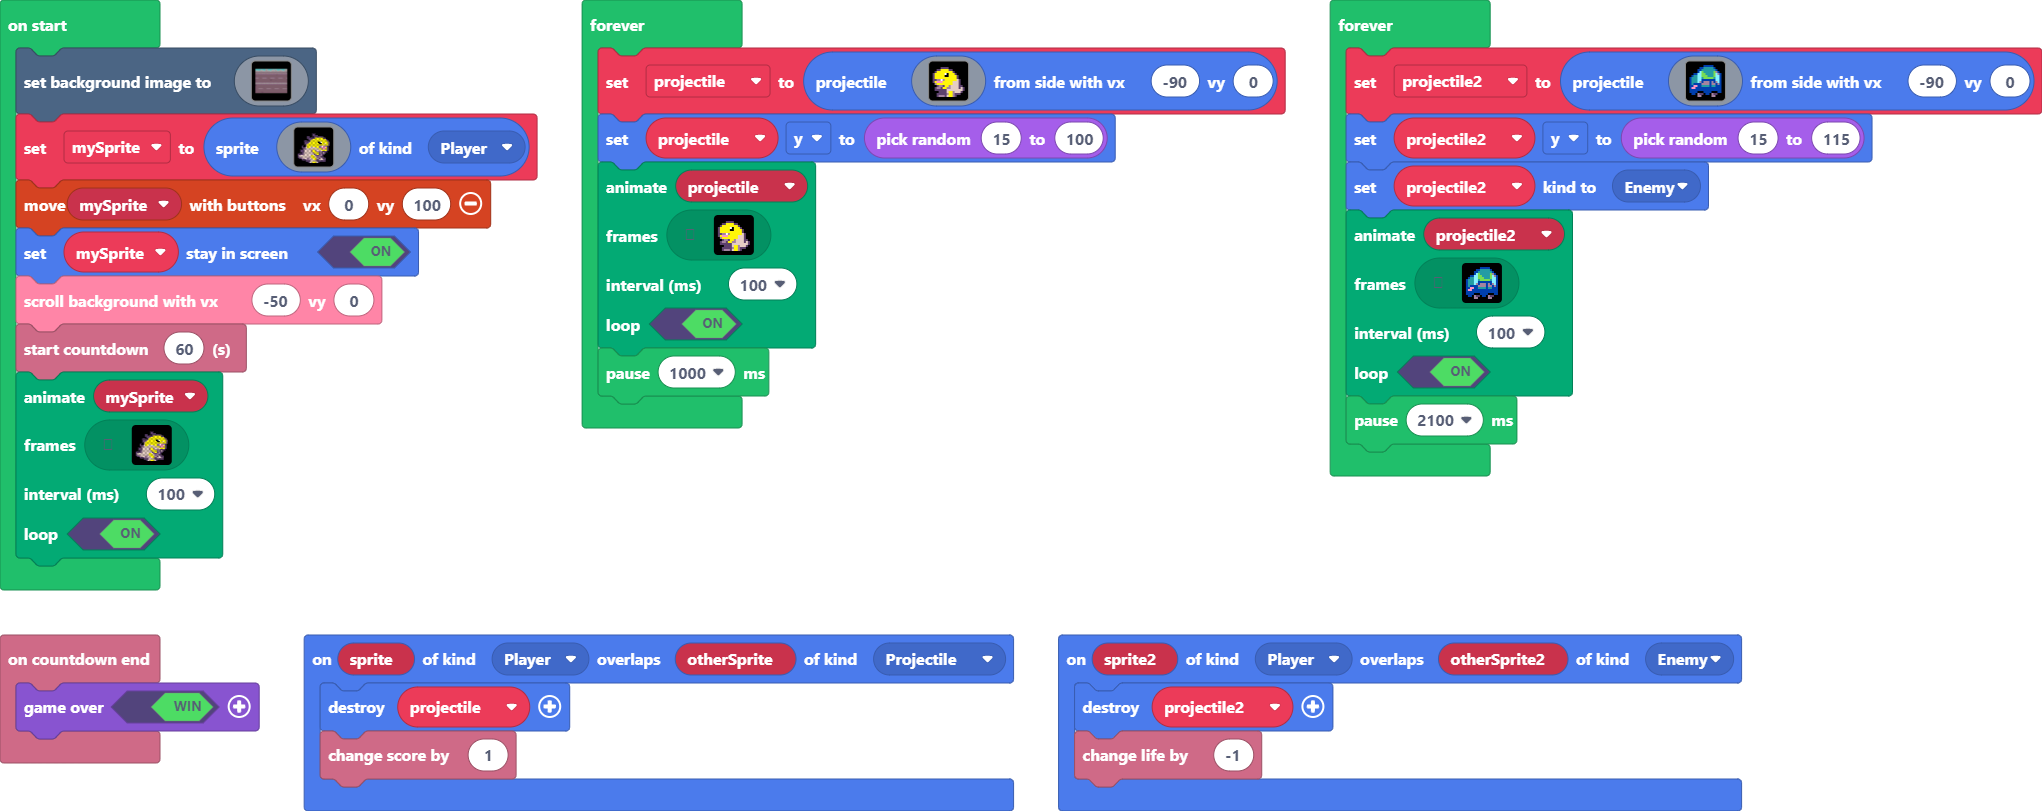 on start
set background image to
set mySprite to sprite of kind Player
move mySprite with buttons vx 0 vy 100
set mySprite stay in screen ON
scroll background with vx -50 vy 0
start countdown 60 (s)
animate mySprite
frames
interval (ms) 100
loop ON
forever
set projectile to projectile from side with vx -90 vy 0
set projectile y to pick random 15 to 100
animate projectile
frames
interval (ms) 100
loop ON
pause 1000 ms
forever
set projectile2 to projectile from side with vx -90 vy 0
set projectile2 y to pick random 15 to 115
set projectile2 kind to Enemy
animate projectile2
frames
interval (ms) 100
loop ON
pause 2100 ms
on countdown end
game over WIN
on sprite of kind Player overlaps otherSprite of kind Projectile
destroy projectile
change score by 1
on sprite2 of kind Player overlaps otherSprite2 of kind Enemy
destroy projectile2
change life by -1